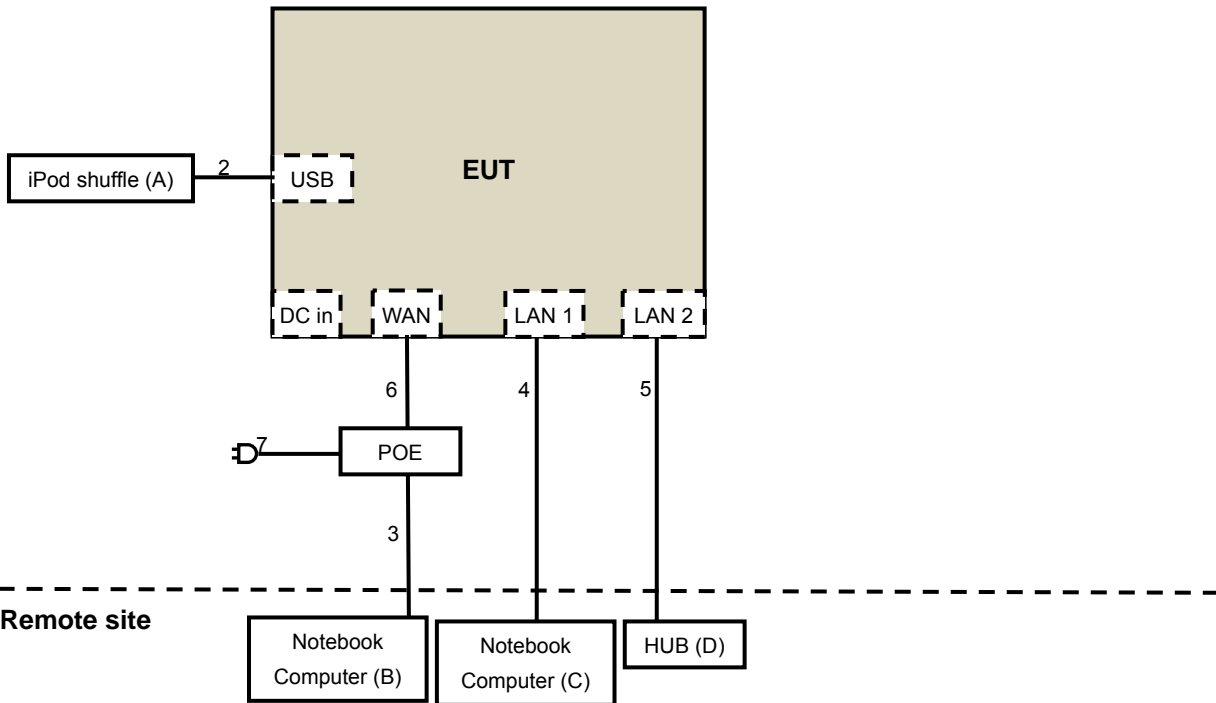 EUT
iPod shuffle (A)
2
USB
DC in
WAN
LAN 1
LAN 2
6
4
5
7
POE
3
Remote site
Notebook
Computer (B)
Notebook
Computer (C)
HUB (D)